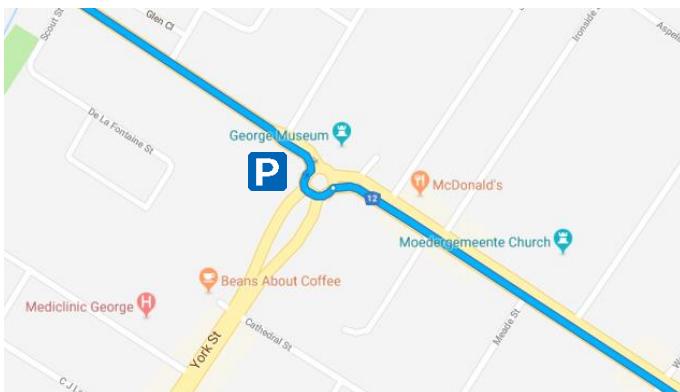 Glen Cl
Scout St
Ironside
Aspela
De La Fontaine St
George Museum
P
McDonald's
12
Moedergemeente Church
Beans About Coffee
H
Mediclinic George
York St
Cathedral St
Meade St
W
C J L